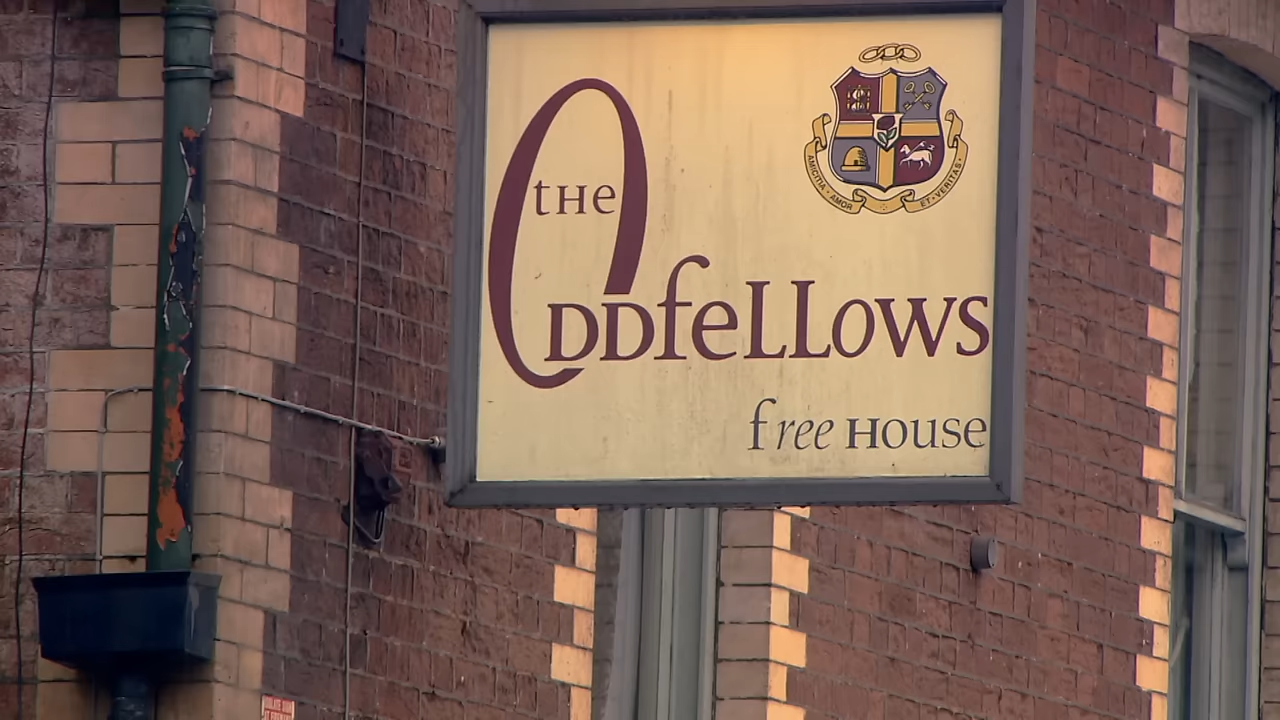 THE
ODDfELLOWS
free HOUSE
AMICITIA · AMOR ET · VERITAS ·